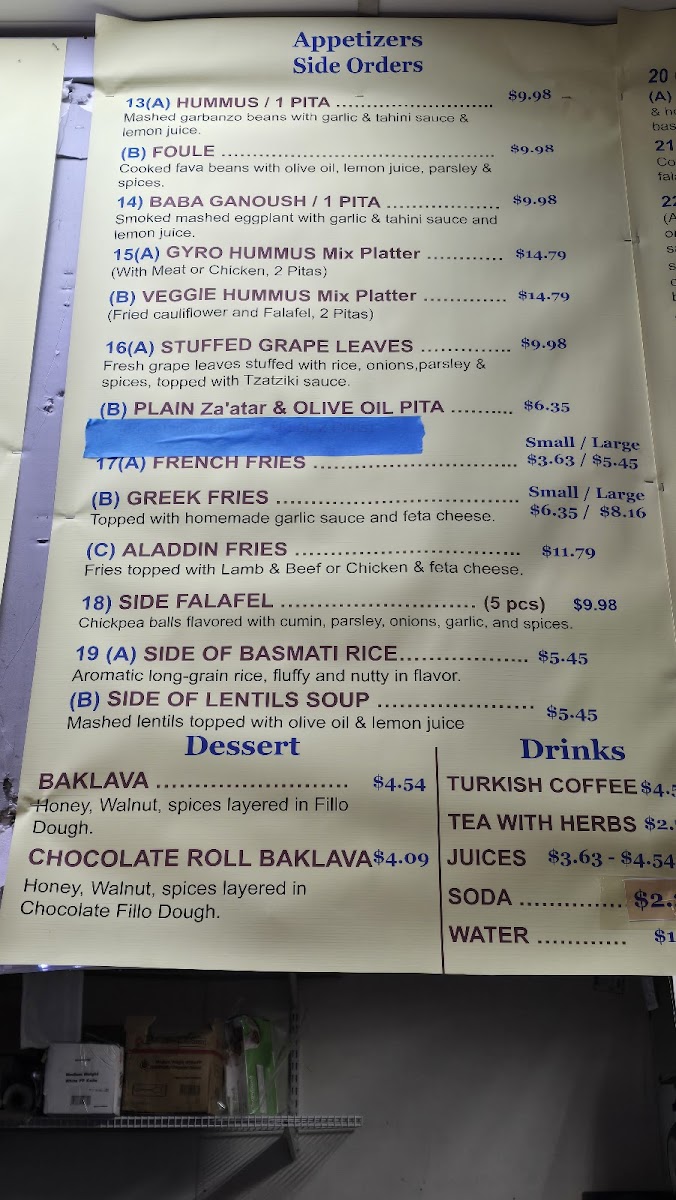 Appetizers
Side Orders
13(A) HUMMUS / 1 PITA ............................ $9.98
Mashed garbanzo beans with garlic & tahini sauce &
lemon juice.
(B) FOULE ................................................ $9.98
Cooked fava beans with olive oil, lemon juice, parsley &
spices.
14) BABA GANOUSH / 1 PITA .................... $9.98
Smoked mashed eggplant with garlic & tahini sauce and
lemon juice.
15(A) GYRO HUMMUS Mix Platter ............ $14.79
(With Meat or Chicken, 2 Pitas)
(B) VEGGIE HUMMUS Mix Platter ............. $14.79
(Fried cauliflower and Falafel, 2 Pitas)
16(A) STUFFED GRAPE LEAVES .............. $9.98
Fresh grape leaves stuffed with rice, onions,parsley &
spices, topped with Tzatziki sauce.
(B) PLAIN Za'atar & OLIVE OIL PITA .......... $6.35
Small / Large
17(A) FRENCH FRIES .................................. $3.63 / $5.45
Small / Large
(B) GREEK FRIES ........................................ $6.35 / $8.16
Topped with homemade garlic sauce and feta cheese.
(C) ALADDIN FRIES .................................. $11.79
Fries topped with Lamb & Beef or Chicken & feta cheese.
18) SIDE FALAFEL ............................ (5 pcs) $9.98
Chickpea balls flavored with cumin, parsley, onions, garlic, and spices.
19 (A) SIDE OF BASMATI RICE.................. $5.45
Aromatic long-grain rice, fluffy and nutty in flavor.
(B) SIDE OF LENTILS SOUP ...................... $5.45
Mashed lentils topped with olive oil & lemon juice
Dessert
BAKLAVA .......................... $4.54
Honey, Walnut, spices layered in Fillo
Dough.
CHOCOLATE ROLL BAKLAVA $4.09
Honey, Walnut, spices layered in
Chocolate Fillo Dough.
Drinks
TURKISH COFFEE
TEA WITH HERBS
JUICES $3.63 - $4.54
SODA ...............
WATER ............
20
(A)
21
22